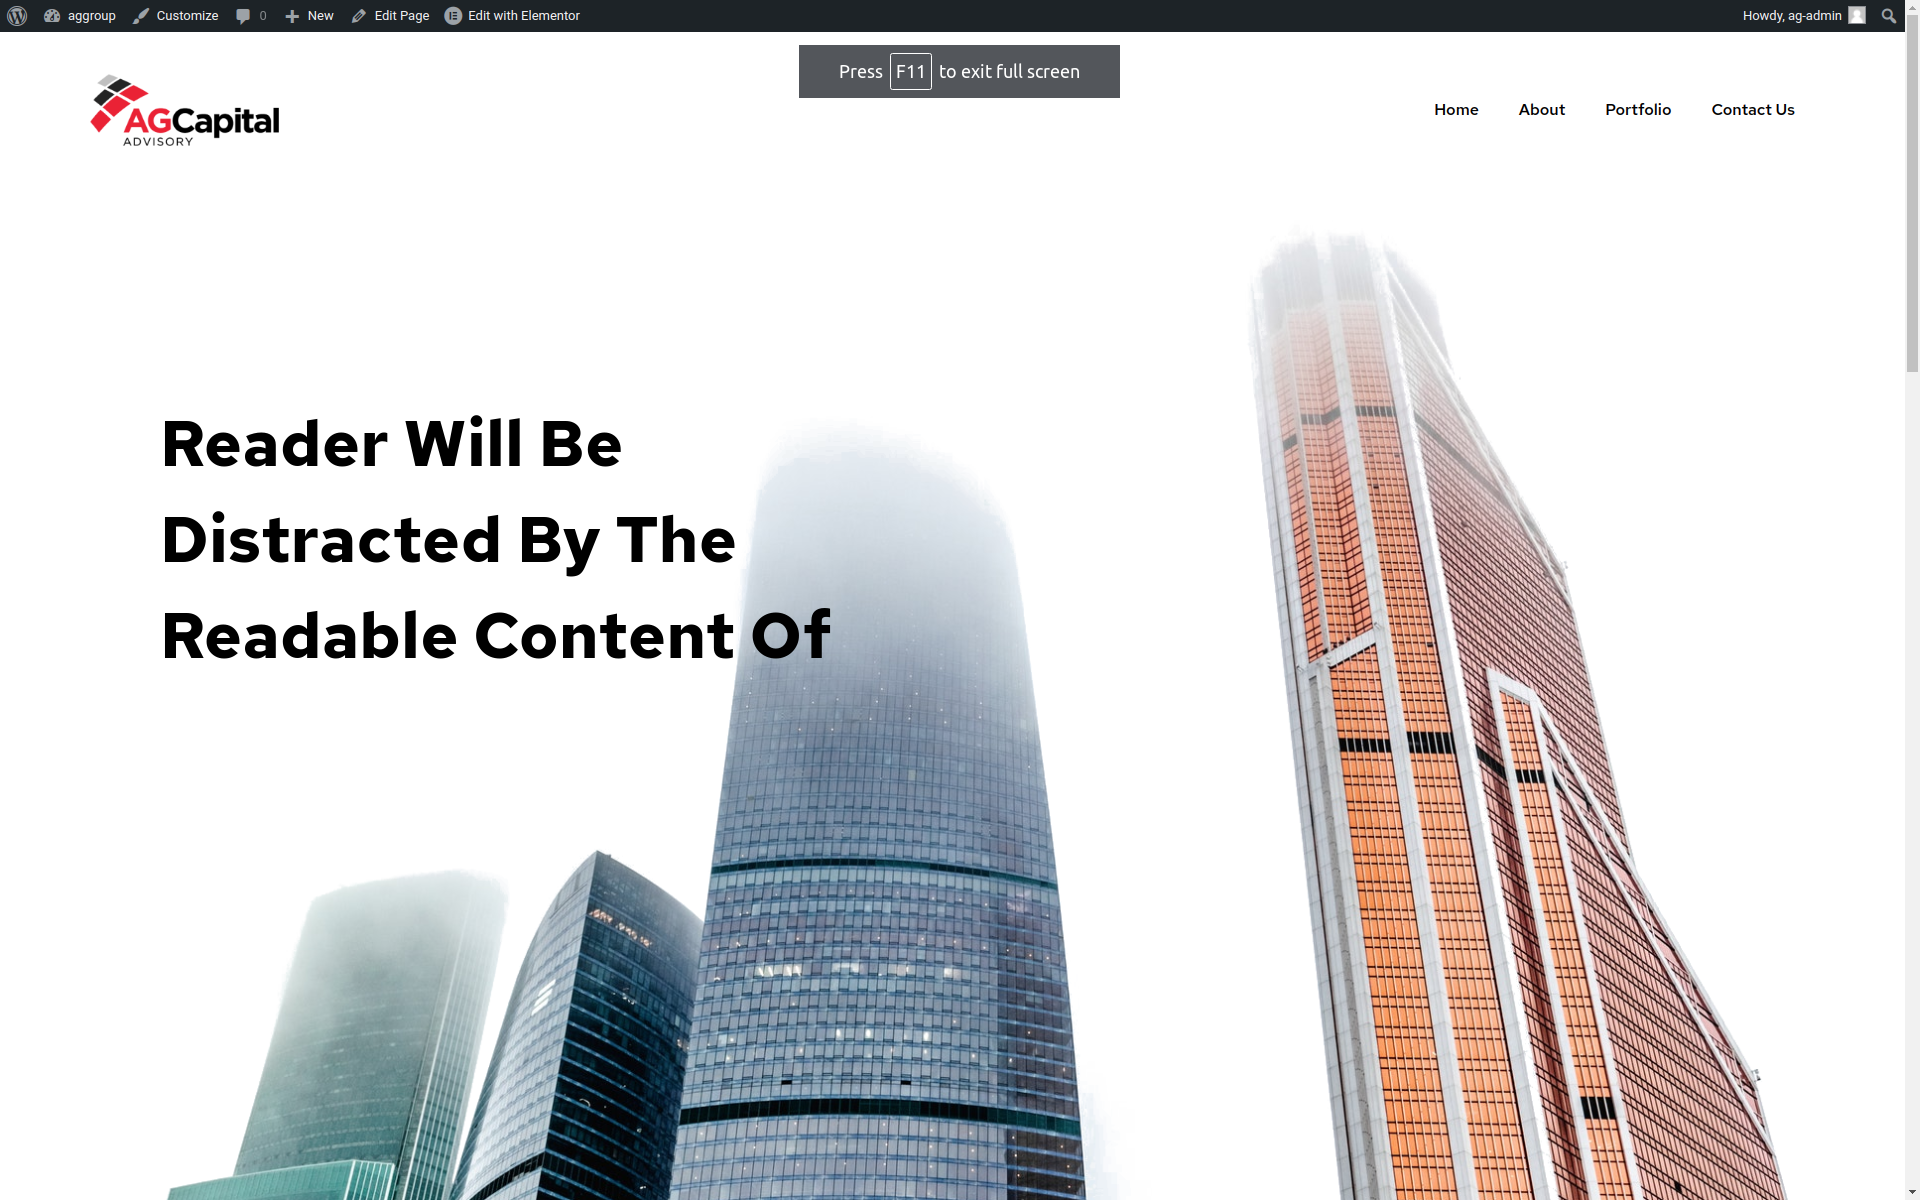 aggroup
Customize
0
New
Edit Page
Edit with Elementor
Howdy, ag-admin
Press F11 to exit full screen
AGCapital
ADVISORY
Home
About
Portfolio
Contact Us
Reader Will Be
Distracted By The
Readable Content Of